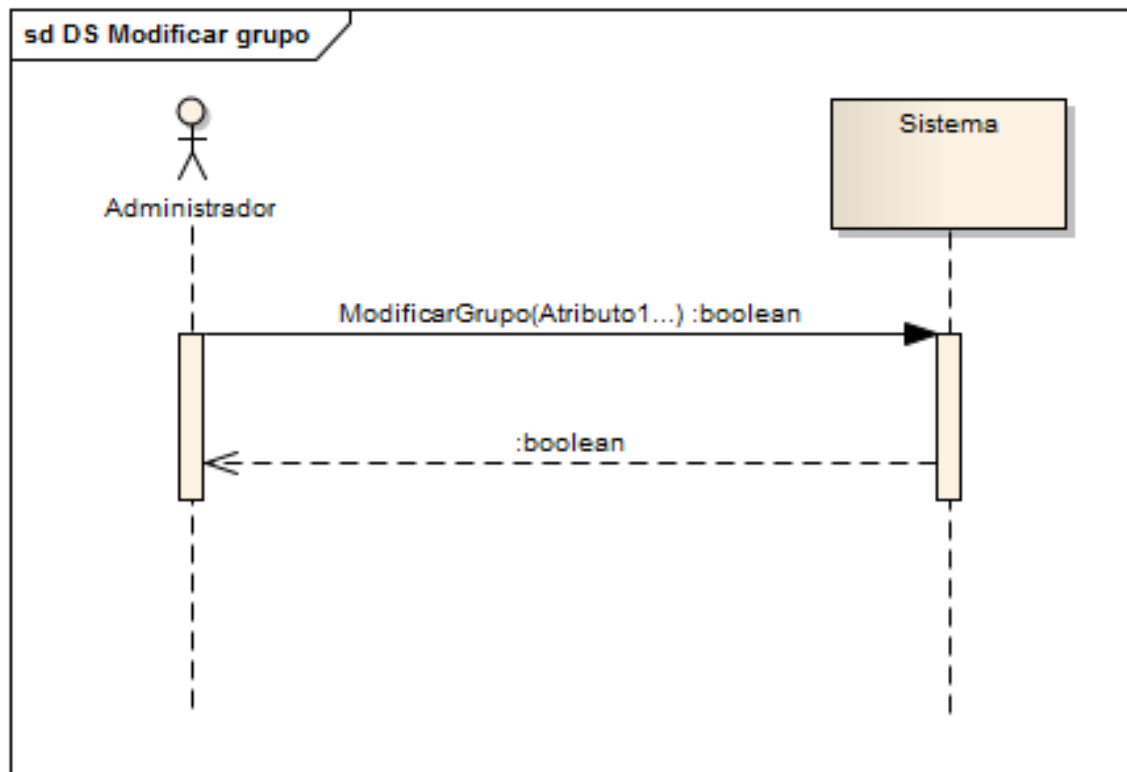 sd DS Modificar grupo
Sistema
Administrador
ModificarGrupo(Atributo1...) :boolean
:boolean